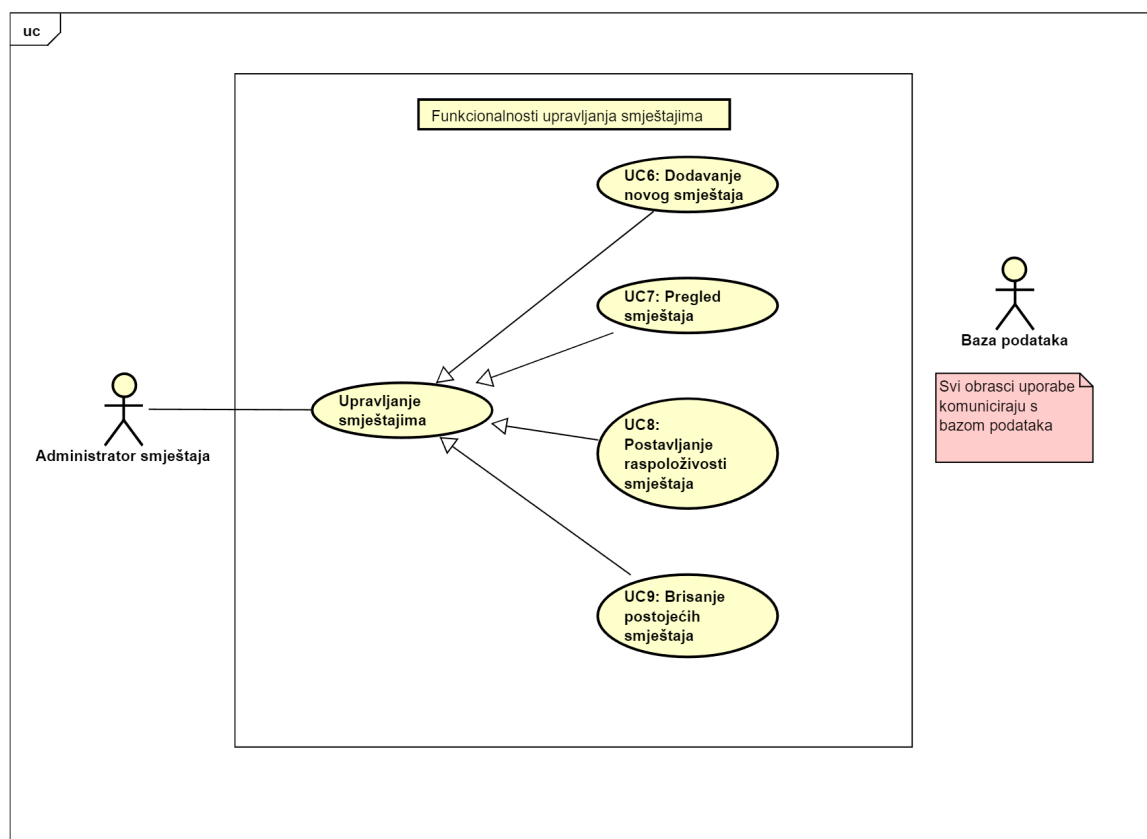 uc
Funkcionalnosti upravljanja smještajima
UC6: Dodavanje
novog smještaja
UC7: Pregled
smještaja
Baza podataka
Svi obrasci uporabe
komuniciraju s
bazom podataka
Upravljanje
smještajima
Administrator smještaja
UC8:
Postavljanje
raspoloživosti
smještaja
UC9: Brisanje
postojećih
smještaja